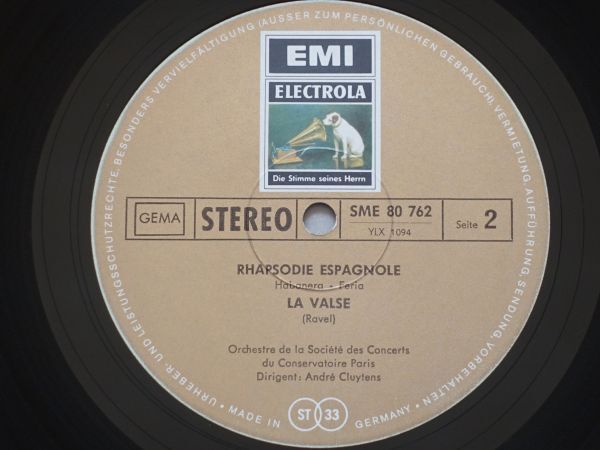 EMI
ELECTROLA
Die Stimme seines Herrn
GEMA
STEREO
SME 80 762
YLX 1094
Seite 2
RHAPSODIE ESPAGNOLE
Habanera - Feria
LA VALSE
(Ravel)
Orchestre de la Société des Concerts
du Conservatoire Paris
Dirigent: André Cluytens
ST 33
URHEBER- UND LEISTUNGSSCHUTZRECHTE, BESONDERS VERVIELFÄLTIGUNG (AUSSER ZUM PERSÖNLICHEN GEBRAUCH), VERMIETUNG, AUFFÜHRUNG, SENDUNG, VORBEHALTEN •
• MADE IN GERMANY •